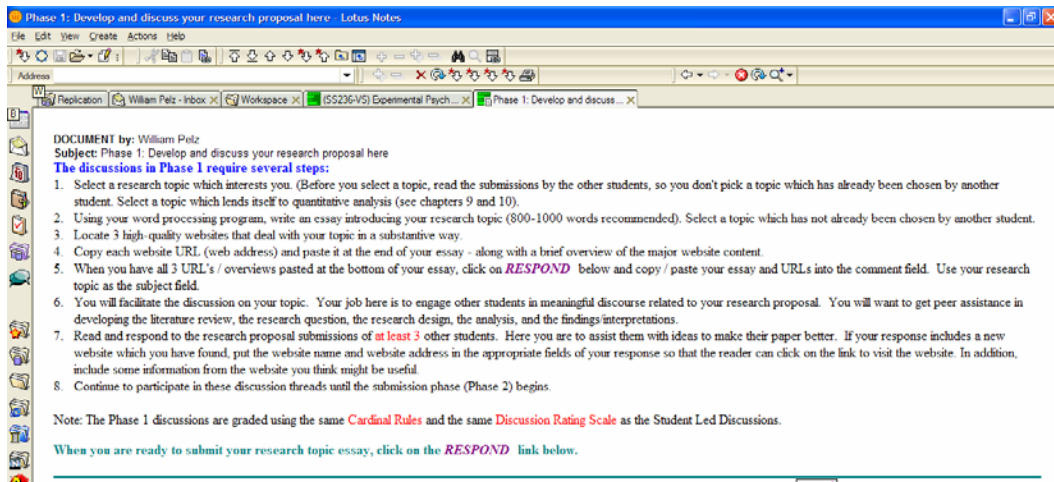 Phase 1: Develop and discuss your research proposal here - Lotus Notes
File Edit View Create Actions Help
Address
Replication William Pelz - Inbox Workspace (SS236-VS) Experimental Psych... Phase 1: Develop and discuss...
DOCUMENT by: William Pelz
Subject: Phase 1: Develop and discuss your research proposal here
The discussions in Phase 1 require several steps:
1. Select a research topic which interests you. (Before you select a topic, read the submissions by the other students, so you don't pick a topic which has already been chosen by another
student. Select a topic which lends itself to quantitative analysis (see chapters 9 and 10).
2. Using your word processing program, write an essay introducing your research topic (800-1000 words recommended). Select a topic which has not already been chosen by another student.
3. Locate 3 high-quality websites that deal with your topic in a substantive way.
4. Copy each website URL (web address) and paste it at the end of your essay - along with a brief overview of the major website content.
5. When you have all 3 URL's / overviews pasted at the bottom of your essay, click on RESPOND below and copy / paste your essay and URLs into the comment field. Use your research
topic as the subject field.
6. You will facilitate the discussion on your topic. Your job here is to engage other students in meaningful discourse related to your research proposal. You will want to get peer assistance in
developing the literature review, the research question, the research design, the analysis, and the findings/interpretations.
7. Read and respond to the research proposal submissions of at least 3 other students. Here you are to assist them with ideas to make their paper better. If your response includes a new
website which you have found, put the website name and website address in the appropriate fields of your response so that the reader can click on the link to visit the website. In addition,
include some information from the website you think might be useful.
8. Continue to participate in these discussion threads until the submission phase (Phase 2) begins.
Note: The Phase 1 discussions are graded using the same Cardinal Rules and the same Discussion Rating Scale as the Student Led Discussions.
When you are ready to submit your research topic essay, click on the RESPOND link below.